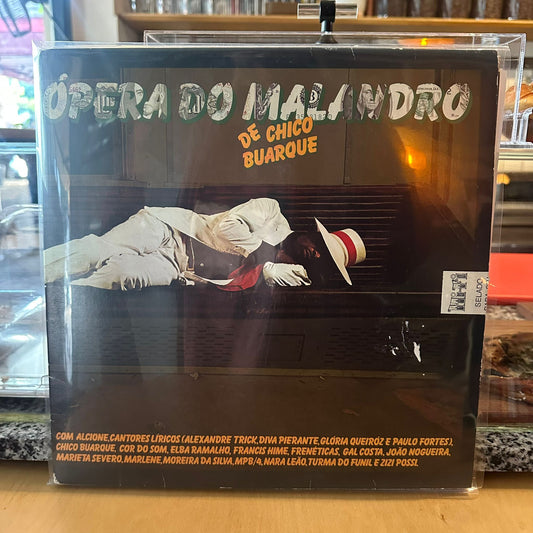 ÓPERA DO MALANDRO
DE CHICO
BUARQUE
SELADO
COM ALCIONE, CANTORES LÍRICOS (ALEXANDRE TRICK, DIVA PIERANTE, GLÓRIA QUEIRÓZ E PAULO FORTES),
CHICO BUARQUE, COR DO SOM, ELBA RAMALHO, FRANCIS HIME, FRENÉTICAS, GAL COSTA, JOÃO NOGUEIRA,
MARIETA SEVERO, MARLENE, MOREIRA DA SILVA, MPB/4, NARA LEÃO, TURMA DO FUNIL E ZIZI POSSI.